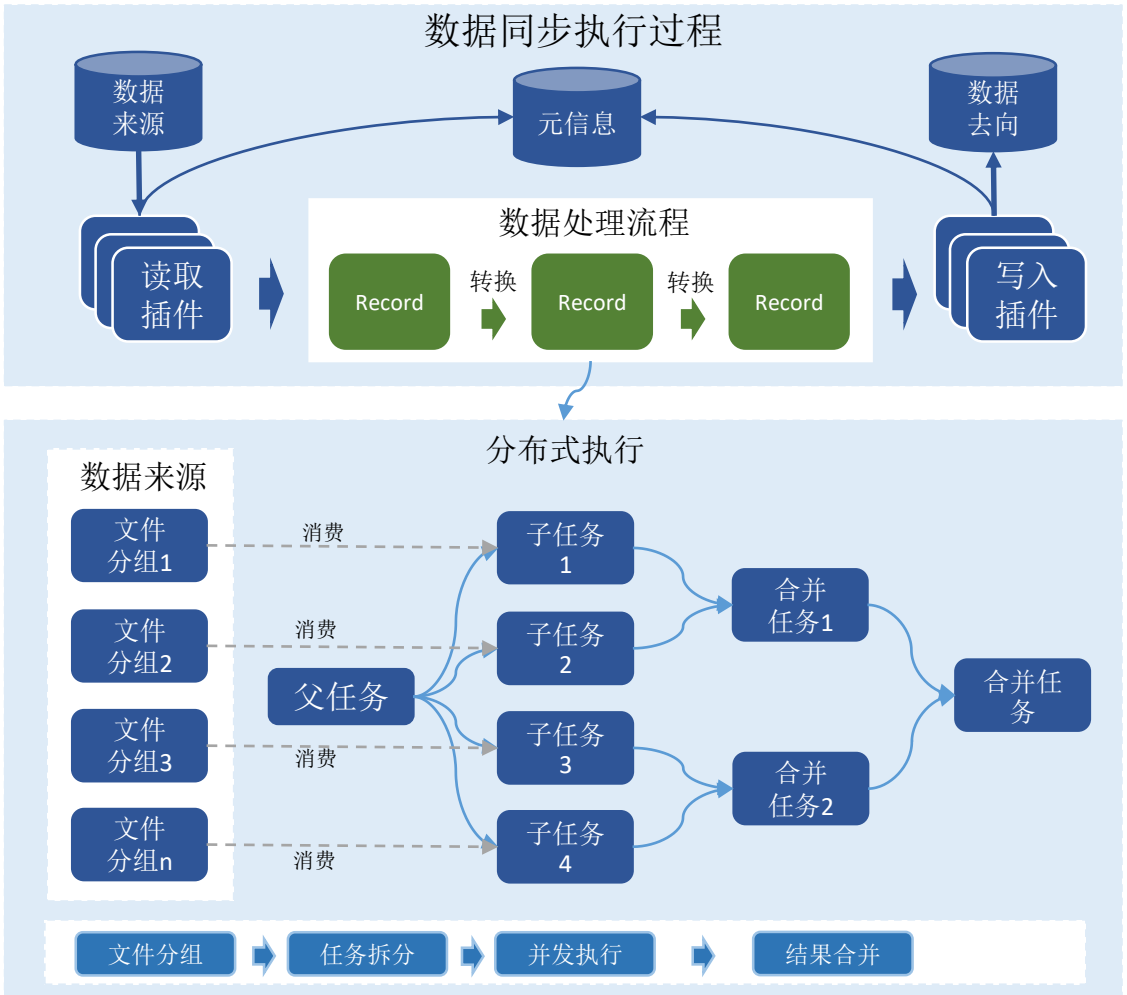 数据同步执行过程
数据
来源
元信息
数据
去向
读取
插件
数据处理流程
Record
转换
Record
转换
Record
写入
插件
分布式执行
数据来源
文件
分组1
消费
子任务
1
合并
任务1
文件
分组2
消费
子任务
2
父任务
合并任
务
文件
分组3
消费
子任务
3
合并
任务2
文件
分组n
消费
子任务
4
文件分组
任务拆分
并发执行
结果合并